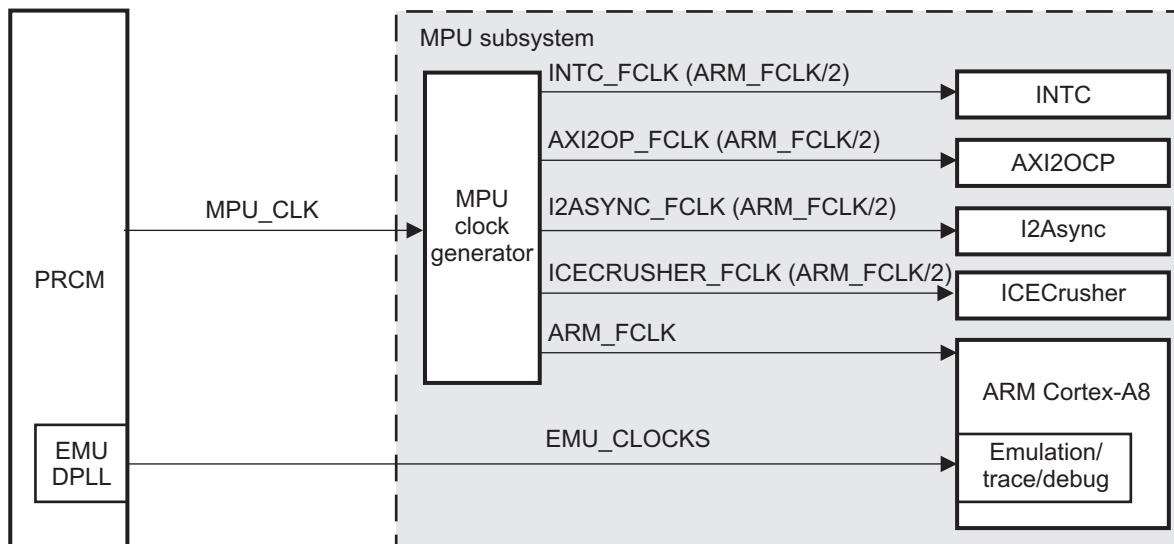 MPU subsystem
INTC_FCLK (ARM_FCLK/2)
INTC
AXI2OP_FCLK (ARM_FCLK/2)
AXI2OCP
MPU_CLK
MPU
clock
generator
I2ASYNC_FCLK (ARM_FCLK/2)
I2Async
PRCM
ICECRUSHER_FCLK (ARM_FCLK/2)
ICECrusher
ARM_FCLK
ARM Cortex-A8
EMU
DPLL
EMU_CLOCKS
Emulation/
trace/debug